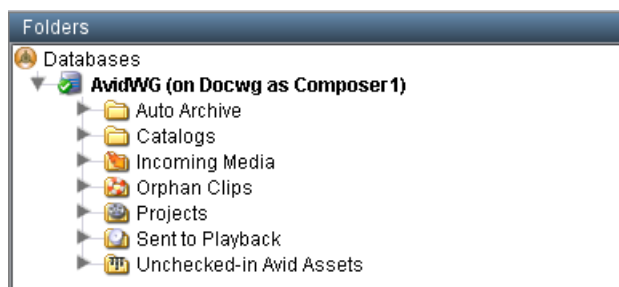 Folders
Databases
AvidWG (on Docwg as Composer1)
Auto Archive
Catalogs
Incoming Media
Orphan Clips
Projects
Sent to Playback
Unchecked-in Avid Assets